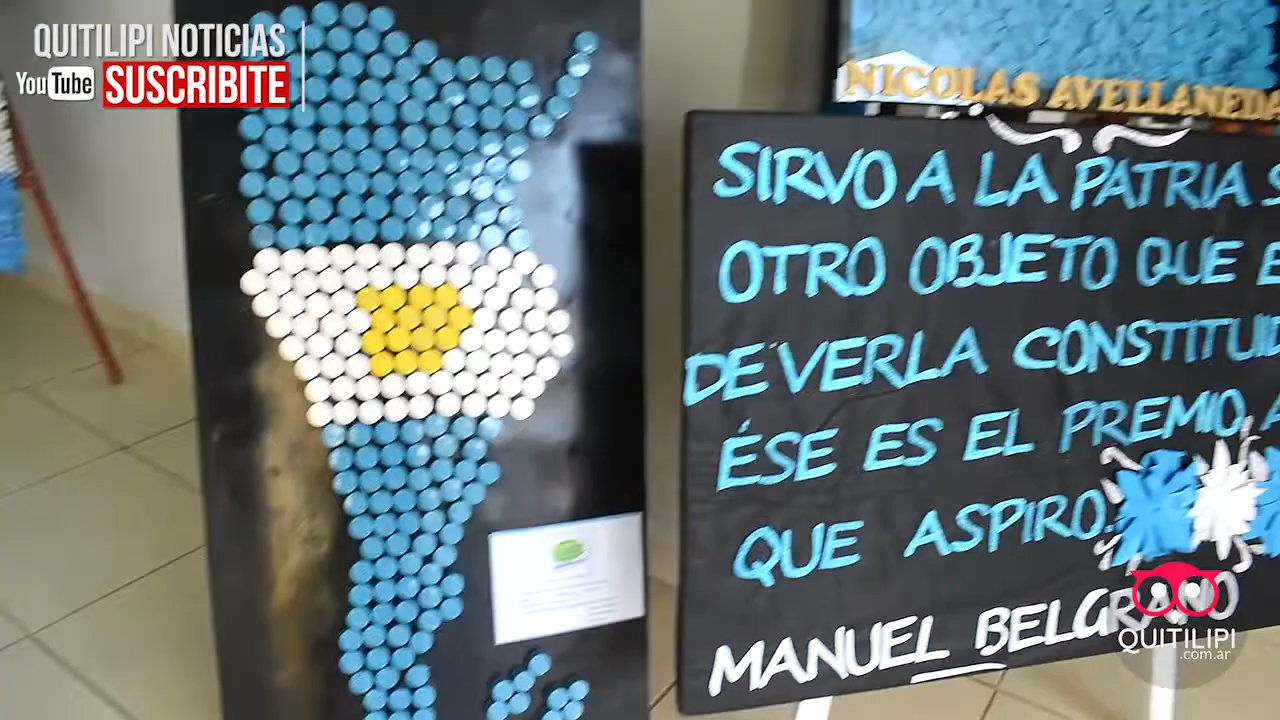 QUITILIPI NOTICIAS
YouTube SUSCRIBITE
NICOLAS AVELLANEDA
SIRVO A LA PATRIA S
OTRO OBJETO QUE E
DEVERLA CONSTITUID
ÉSE ES EL PREMIO A
QUE ASPIRO.
MANUEL BELGRANO
QUITILIPI
.com.ar